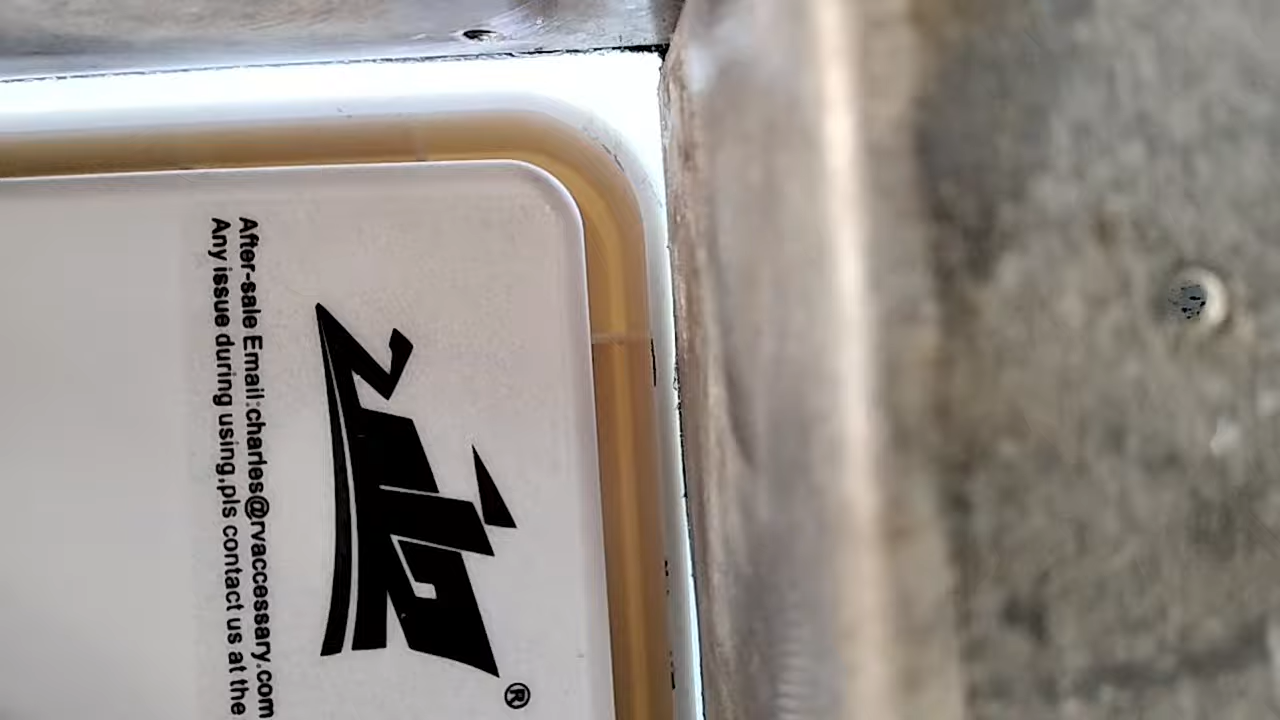 ®
After-sale Email:charles@rvaccessary.com
Any issue during using,pls contact us at the